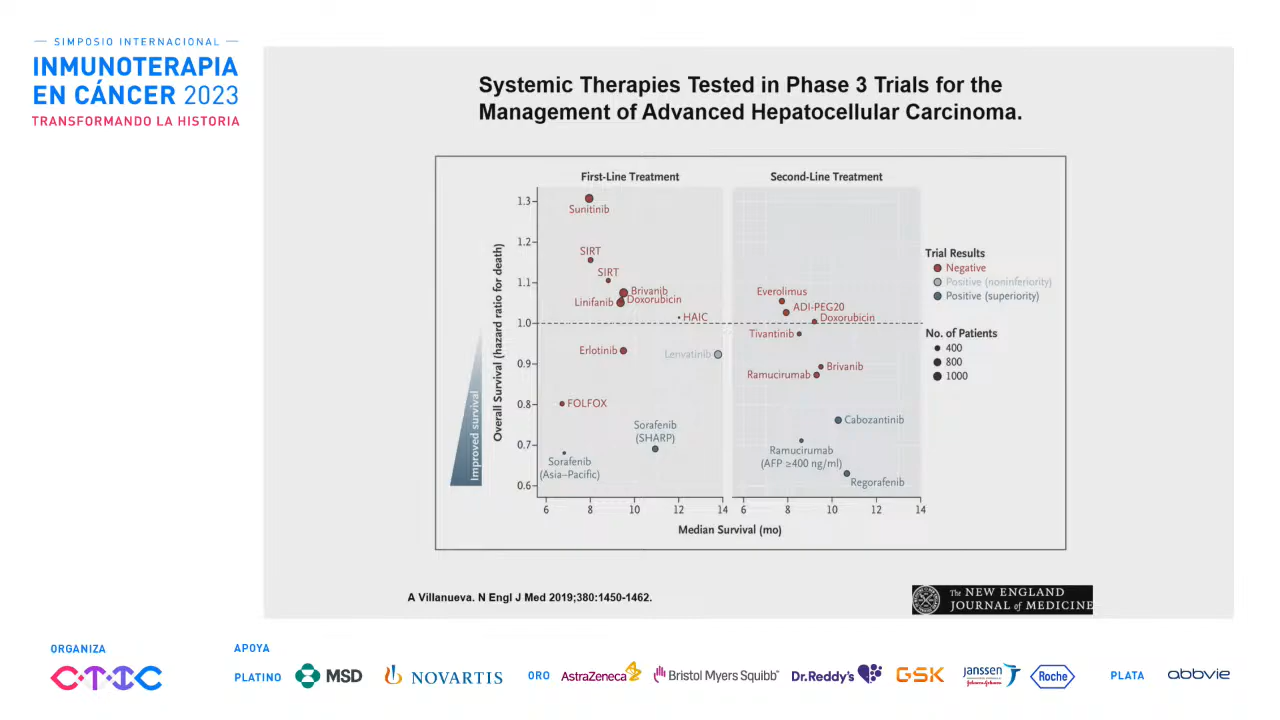 SIMPOSIO INTERNACIONAL
INMUNOTERAPIA
EN CÁNCER 2023
TRANSFORMANDO LA HISTORIA
Systemic Therapies Tested in Phase 3 Trials for the
Management of Advanced Hepatocellular Carcinoma.
First-Line Treatment
Second-Line Treatment
Overall Survival (hazard ratio for death)
Improved survival
1.3
1.2
1.1
1.0
0.9
0.8
0.7
0.6
Sunitinib
SIRT
SIRT
Brivanib
Doxorubicin
Linifanib
HAIC
Erlotinib
Lenvatinib
FOLFOX
Sorafenib
(SHARP)
Sorafenib
(Asia–Pacific)
Everolimus
ADI-PEG20
Doxorubicin
Tivantinib
Brivanib
Ramucirumab
Cabozantinib
Ramucirumab
(AFP ≥400 ng/ml)
Regorafenib
6 8 10 12 14
6 8 10 12 14
Median Survival (mo)
Trial Results
Negative
Positive (noninferiority)
Positive (superiority)
No. of Patients
400
800
1000
A Villanueva. N Engl J Med 2019;380:1450-1462.
The NEW ENGLAND
JOURNAL of MEDICINE
ORGANIZA
CTIC
APOYA
PLATINO
MSD
NOVARTIS
ORO
AstraZeneca
Bristol Myers Squibb
Dr.Reddy's
GSK
janssen
Johnson-Johnson
Roche
PLATA
abbvie